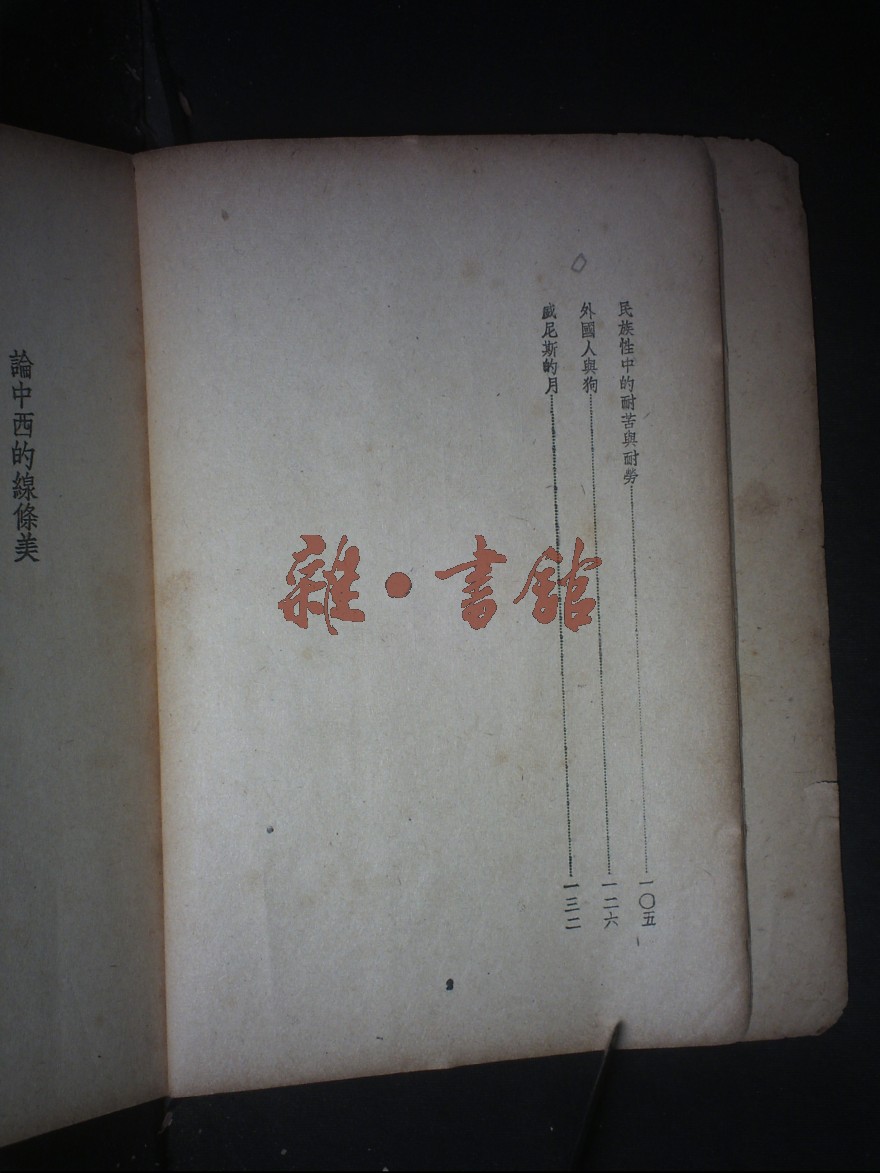 民族性中的耐苦與耐勞 一〇五
外國人與狗 一二六
威尼斯的月 一三二
2
論中西的線條美
雜·書館